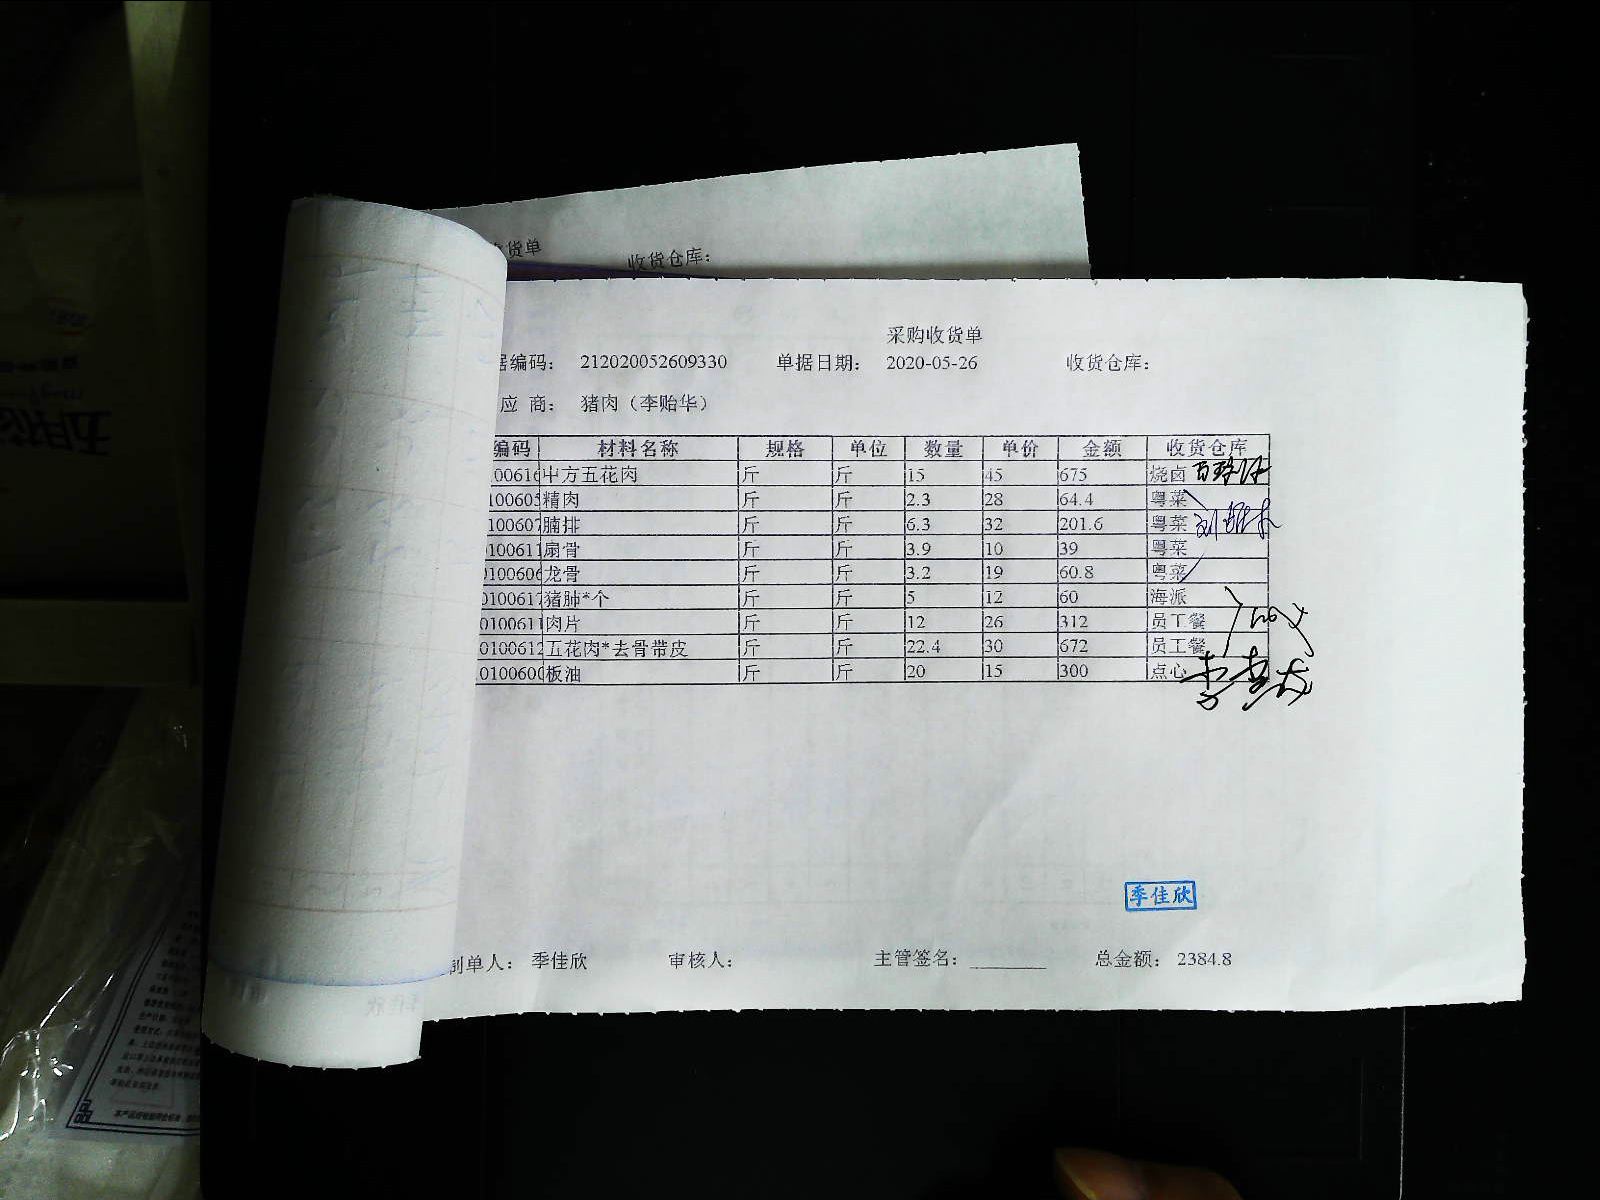 货单
收货仓库：
采购收货单
据编码： 212020052609330 单据日期： 2020-05-26 收货仓库：
应 商： 猪肉（李贻华）
编码 材料名称 规格 单位 数量 单价 金额 收货仓库
100616 中方五花肉 斤 斤 15 45 675 烧卤
100605 精肉 斤 斤 2.3 28 64.4 粤菜
100607 腩排 斤 斤 6.3 32 201.6 粤菜
0100611 扇骨 斤 斤 3.9 10 39 粤菜
0100606 龙骨 斤 斤 3.2 19 60.8 粤菜
0100617 猪肺*个 斤 斤 5 12 60 海派
0100611 肉片 斤 斤 12 26 312 员工餐
0100612 五花肉*去骨带皮 斤 斤 22.4 30 672 员工餐
0100600 板油 斤 斤 20 15 300 点心
季佳欣
制单人： 季佳欣 审核人： 主管签名： 总金额： 2384.8